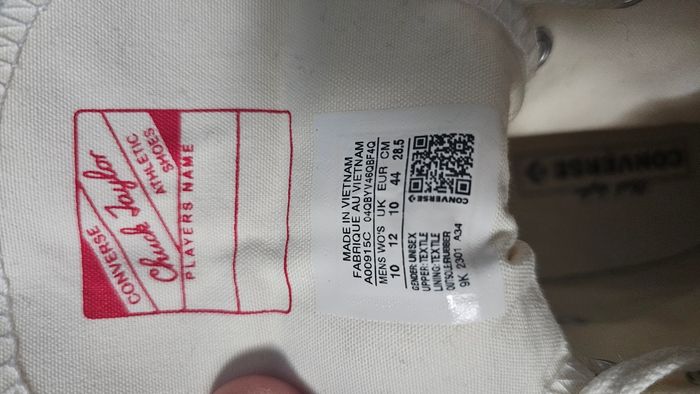 CONVERSE
Chuck Taylor
ATHLETIC
SHOES
PLAYERS NAME
MADE IN VIETNAM
FABRIQUE AU VIETNAM
A00915C 04QBYV46QBF4Q
MENS WO'S UK EUR CM
10 12 10 44 28.5
GENDER:UNISEX
UPPER:TEXTILE
LINING:TEXTILE
OUTSOLE:RUBBER
9K 2301 A34
CONVERSE
CONVERSE